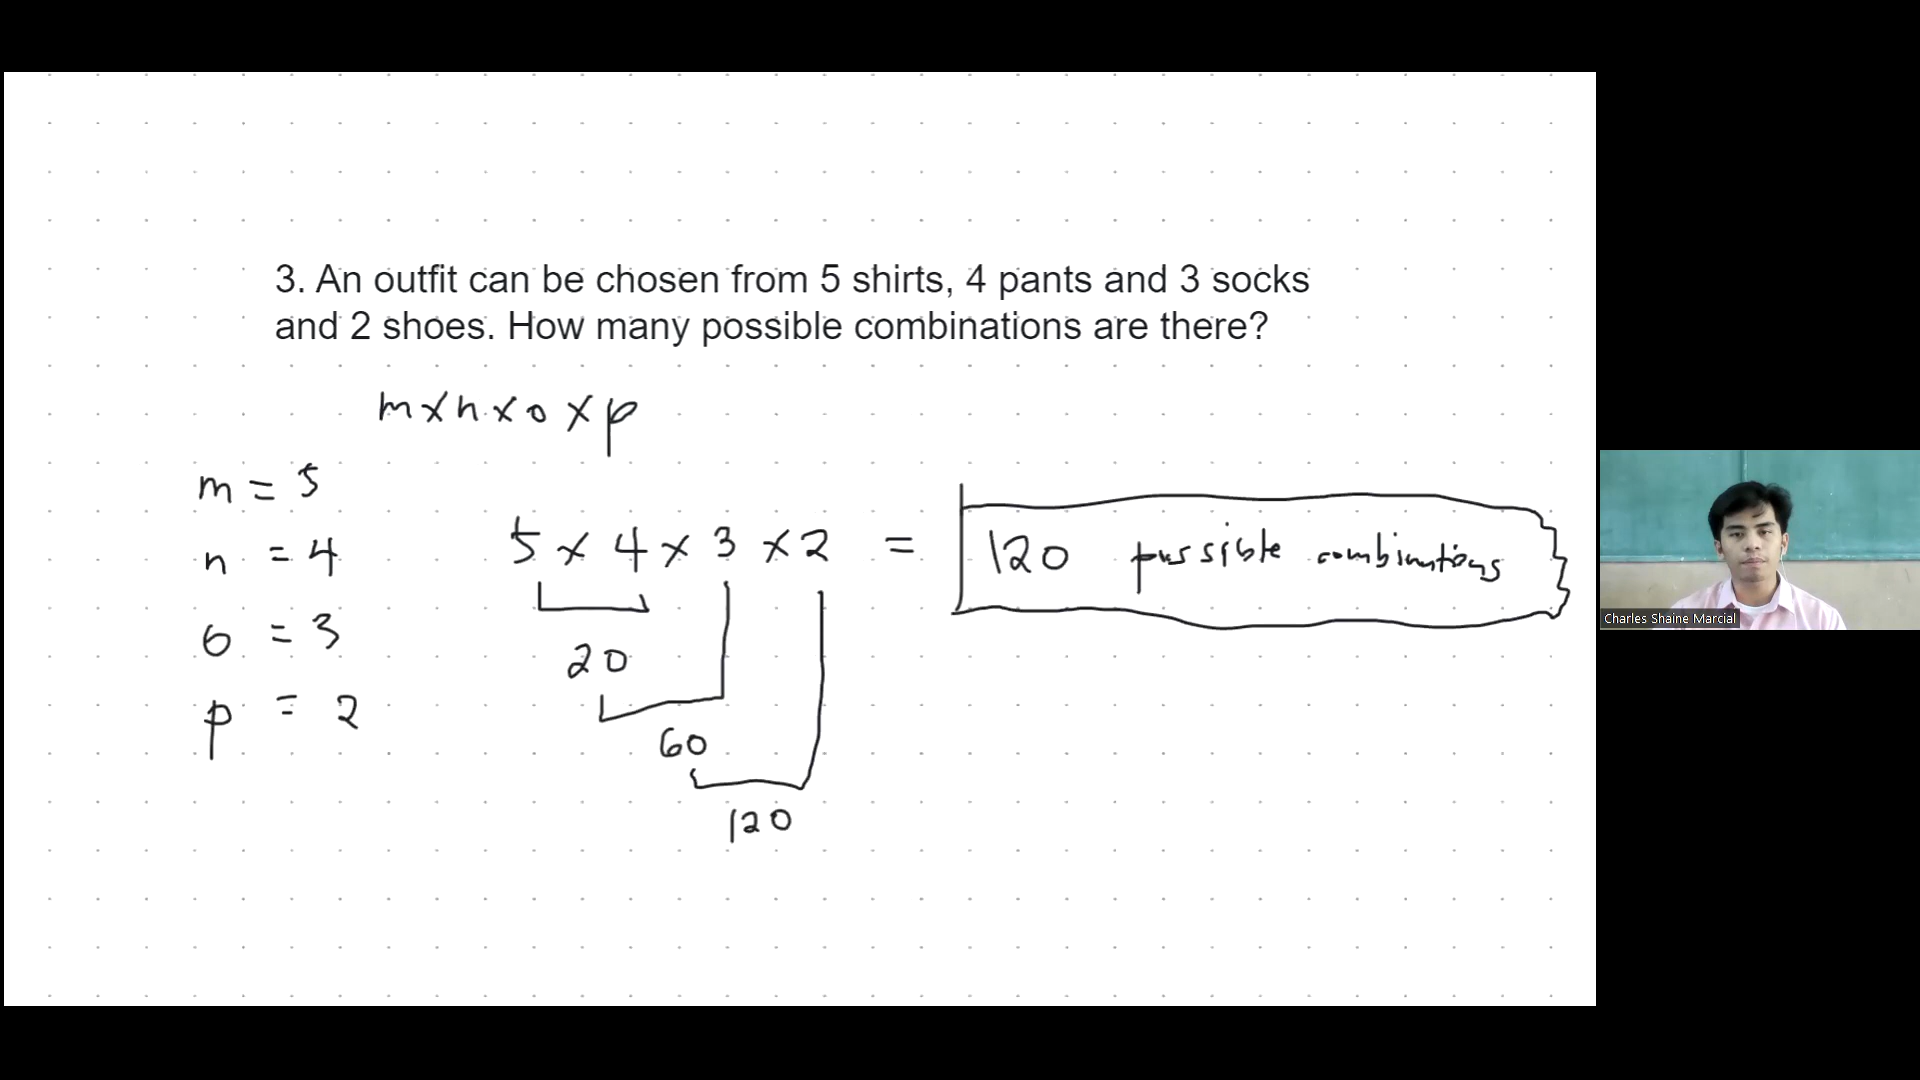 3. An outfit can be chosen from 5 shirts, 4 pants and 3 socks
and 2 shoes. How many possible combinations are there?
m x n x o x p
m = 5
n = 4
o = 3
p = 2
5 x 4 x 3 x 2 = 120 possible combinations
20
60
120
Charles Shaine Marcial